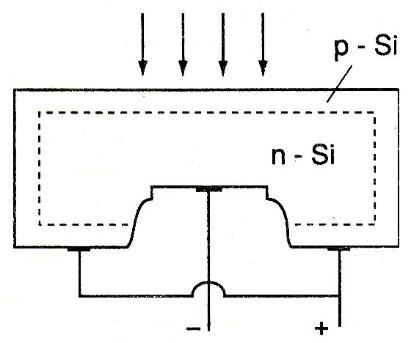 p - Si
n - Si
− +